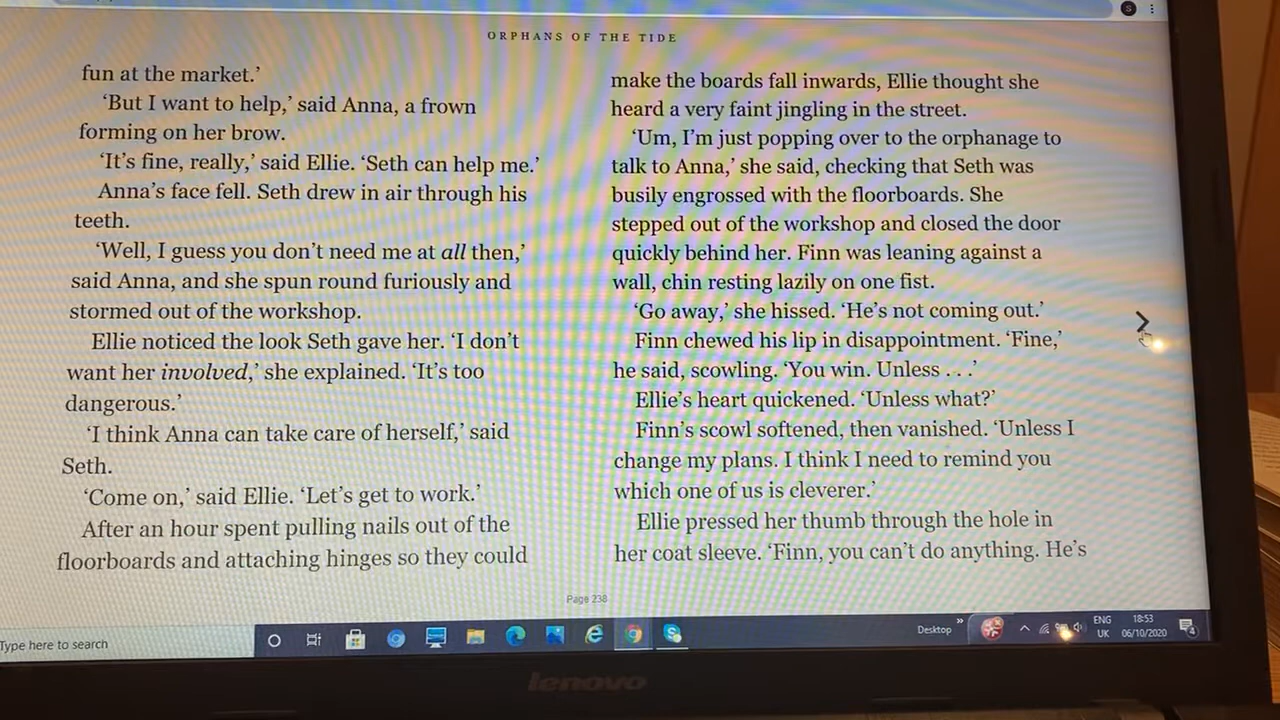 ORPHANS OF THE TIDE
fun at the market.’
‘But I want to help,’ said Anna, a frown
forming on her brow.
‘It’s fine, really,’ said Ellie. ‘Seth can help me.’
Anna’s face fell. Seth drew in air through his
teeth.
‘Well, I guess you don’t need me at all then,’
said Anna, and she spun round furiously and
stormed out of the workshop.
Ellie noticed the look Seth gave her. ‘I don’t
want her involved,’ she explained. ‘It’s too
dangerous.’
‘I think Anna can take care of herself,’ said
Seth.
‘Come on,’ said Ellie. ‘Let’s get to work.’
After an hour spent pulling nails out of the
floorboards and attaching hinges so they could
make the boards fall inwards, Ellie thought she
heard a very faint jingling in the street.
‘Um, I’m just popping over to the orphanage to
talk to Anna,’ she said, checking that Seth was
busily engrossed with the floorboards. She
stepped out of the workshop and closed the door
quickly behind her. Finn was leaning against a
wall, chin resting lazily on one fist.
‘Go away,’ she hissed. ‘He’s not coming out.’
Finn chewed his lip in disappointment. ‘Fine,’
he said, scowling. ‘You win. Unless . . .’
Ellie’s heart quickened. ‘Unless what?’
Finn’s scowl softened, then vanished. ‘Unless I
change my plans. I think I need to remind you
which one of us is cleverer.’
Ellie pressed her thumb through the hole in
her coat sleeve. ‘Finn, you can’t do anything. He’s
Page 238
Type here to search
Desktop
ENG
UK
18:53
06/10/2020
4
lenovo
S